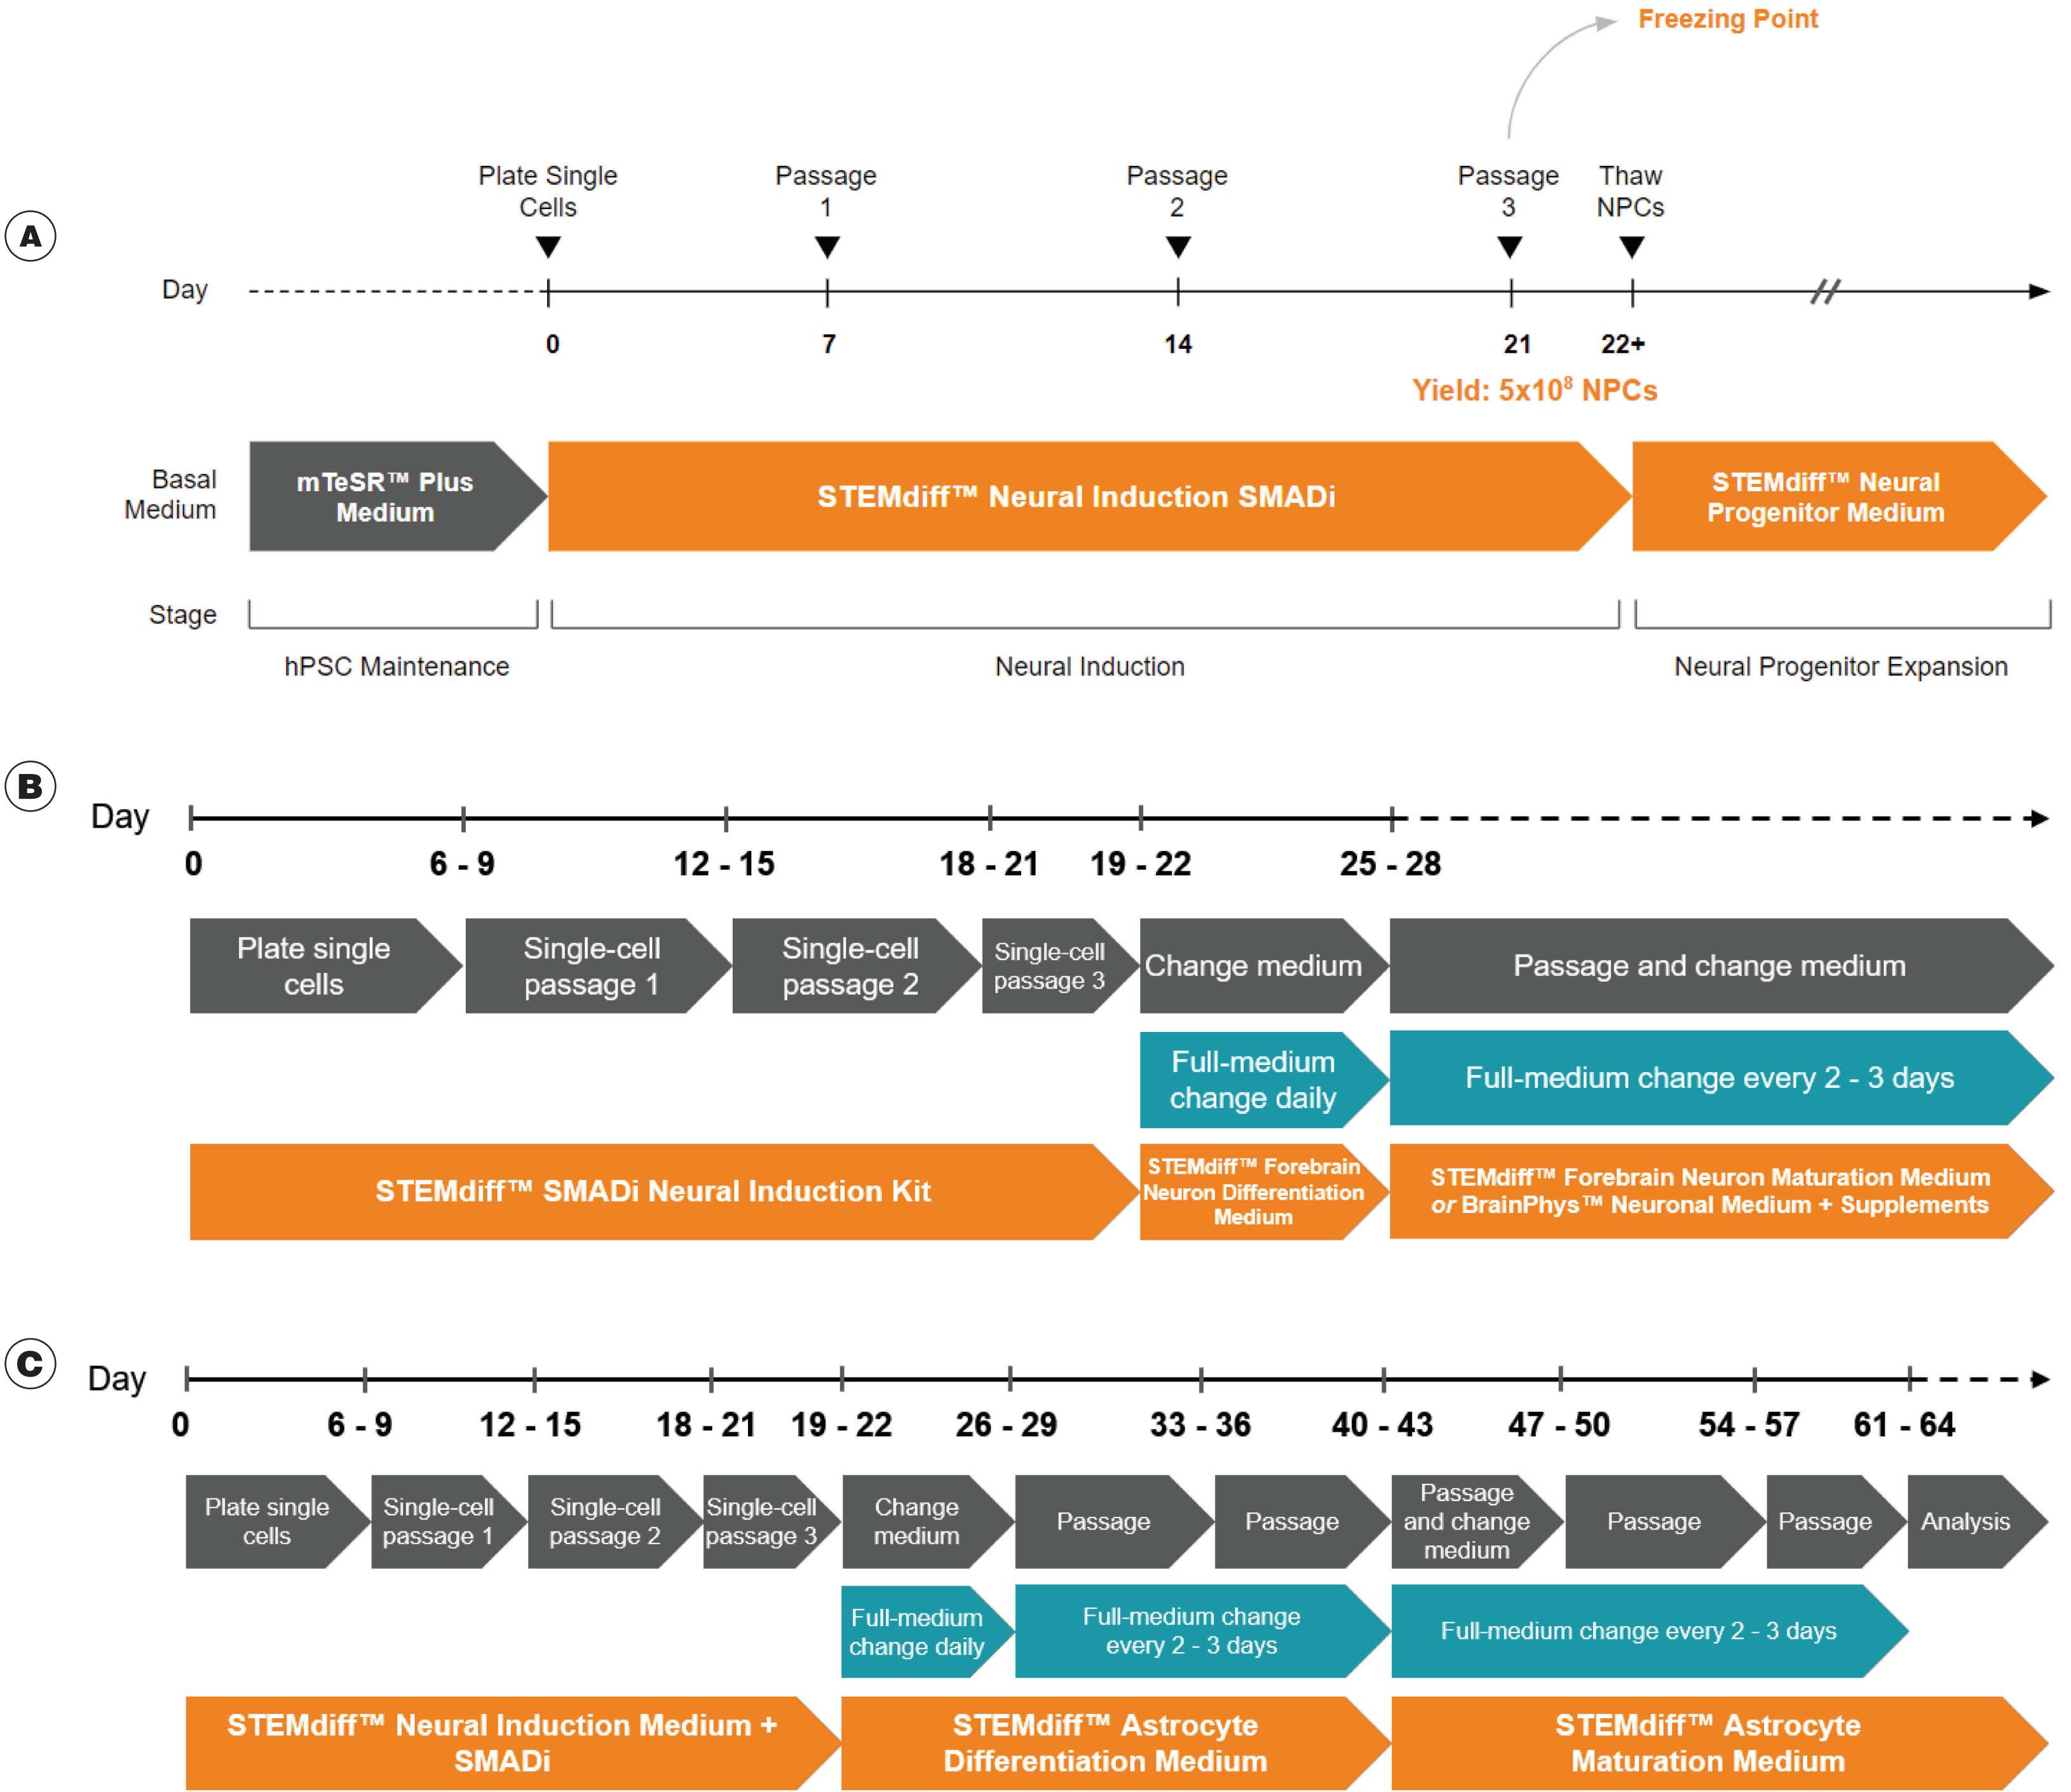 Freezing Point
Plate Single
Cells
Passage
1
Passage
2
Passage
3
Thaw
NPCs
A
Day
0
7
14
21
22+
Yield: 5x10⁸ NPCs
Basal
Medium
mTeSR™ Plus
Medium
STEMdiff™ Neural Induction SMADi
STEMdiff™ Neural
Progenitor Medium
Stage
hPSC Maintenance
Neural Induction
Neural Progenitor Expansion
B
Day
0
6 - 9
12 - 15
18 - 21
19 - 22
25 - 28
Plate single
cells
Single-cell
passage 1
Single-cell
passage 2
Single-cell
passage 3
Change medium
Passage and change medium
Full-medium
change daily
Full-medium change every 2 - 3 days
STEMdiff™ SMADi Neural Induction Kit
STEMdiff™ Forebrain
Neuron Differentiation
Medium
STEMdiff™ Forebrain Neuron Maturation Medium
or BrainPhys™ Neuronal Medium + Supplements
C
Day
0
6 - 9
12 - 15
18 - 21
19 - 22
26 - 29
33 - 36
40 - 43
47 - 50
54 - 57
61 - 64
Plate single
cells
Single-cell
passage 1
Single-cell
passage 2
Single-cell
passage 3
Change
medium
Passage
Passage
Passage
and change
medium
Passage
Passage
Analysis
Full-medium
change daily
Full-medium change
every 2 - 3 days
Full-medium change every 2 - 3 days
STEMdiff™ Neural Induction Medium +
SMADi
STEMdiff™ Astrocyte
Differentiation Medium
STEMdiff™ Astrocyte
Maturation Medium